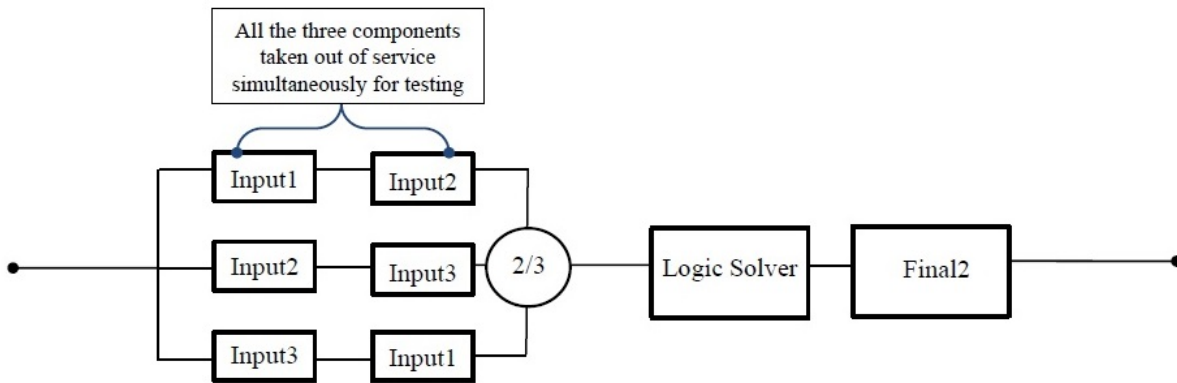 All the three components
taken out of service
simultaneously for testing
Input1
Input2
Input2
Input3
2/3
Logic Solver
Final2
Input3
Input1